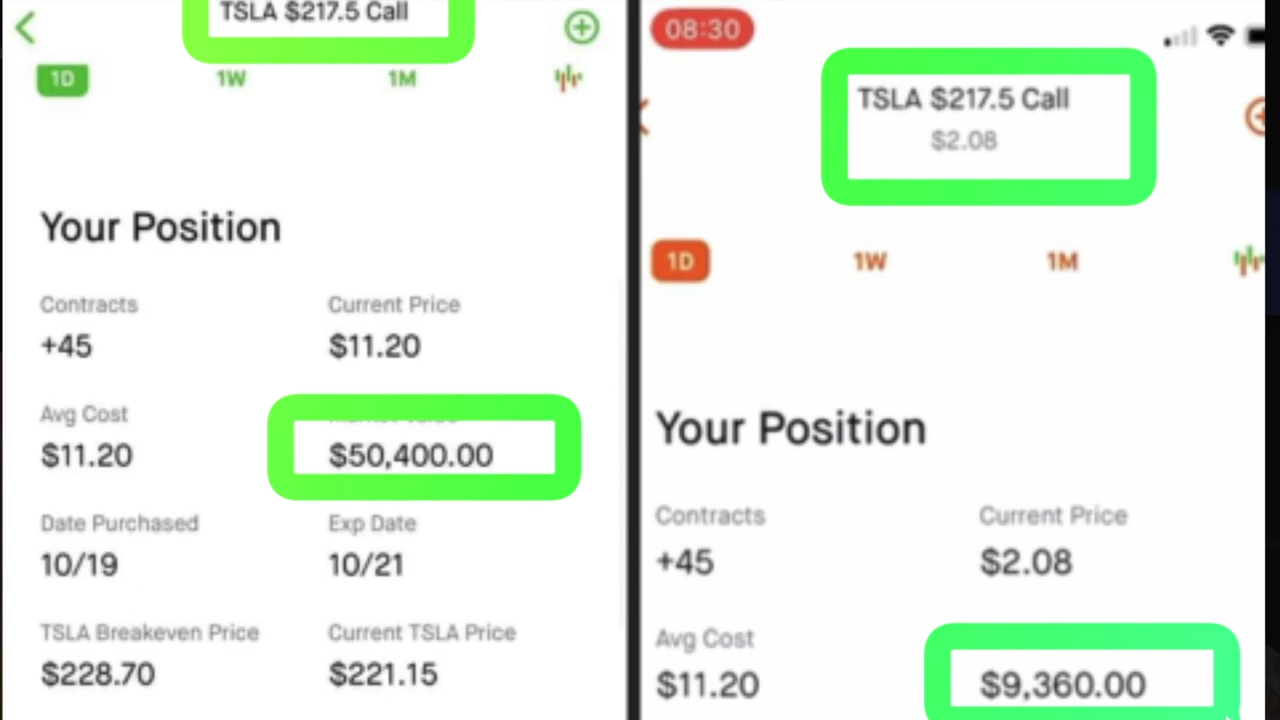 TSLA $217.5 Call
1D 1W 1M
Your Position
Contracts Current Price
+45 $11.20
Avg Cost
$11.20 $50,400.00
Date Purchased Exp Date
10/19 10/21
TSLA Breakeven Price Current TSLA Price
$228.70 $221.15
08:30
TSLA $217.5 Call
$2.08
1D 1W 1M
Your Position
Contracts Current Price
+45 $2.08
Avg Cost
$11.20 $9,360.00